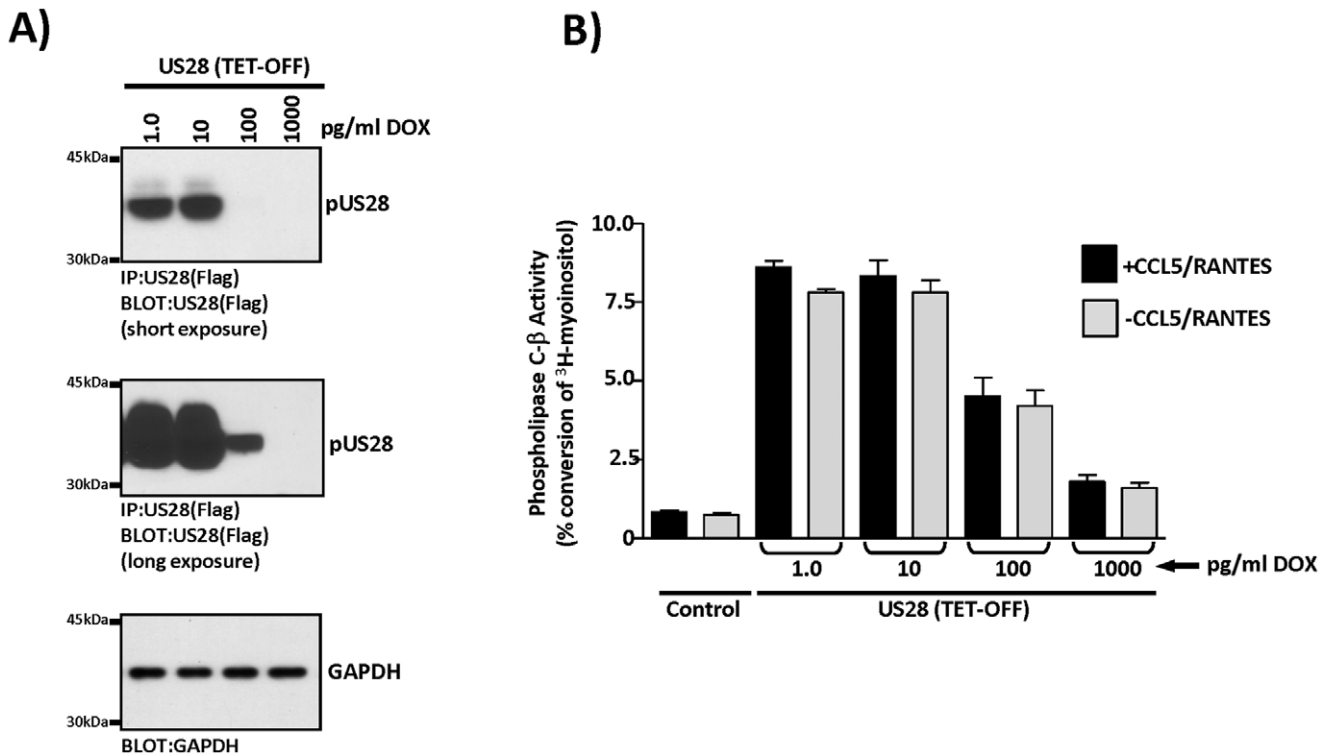 A)
US28 (TET-OFF)
1.0 10 100 1000 pg/ml DOX
45kDa
pUS28
30kDa
IP:US28(Flag)
BLOT:US28(Flag)
(short exposure)
45kDa
pUS28
30kDa
IP:US28(Flag)
BLOT:US28(Flag)
(long exposure)
45kDa
GAPDH
30kDa
BLOT:GAPDH
B)
Phospholipase C-β Activity
(% conversion of ³H-myoinositol)
10.0
7.5
5.0
2.5
0
+CCL5/RANTES
-CCL5/RANTES
1.0 10 100 1000 pg/ml DOX
Control US28 (TET-OFF)